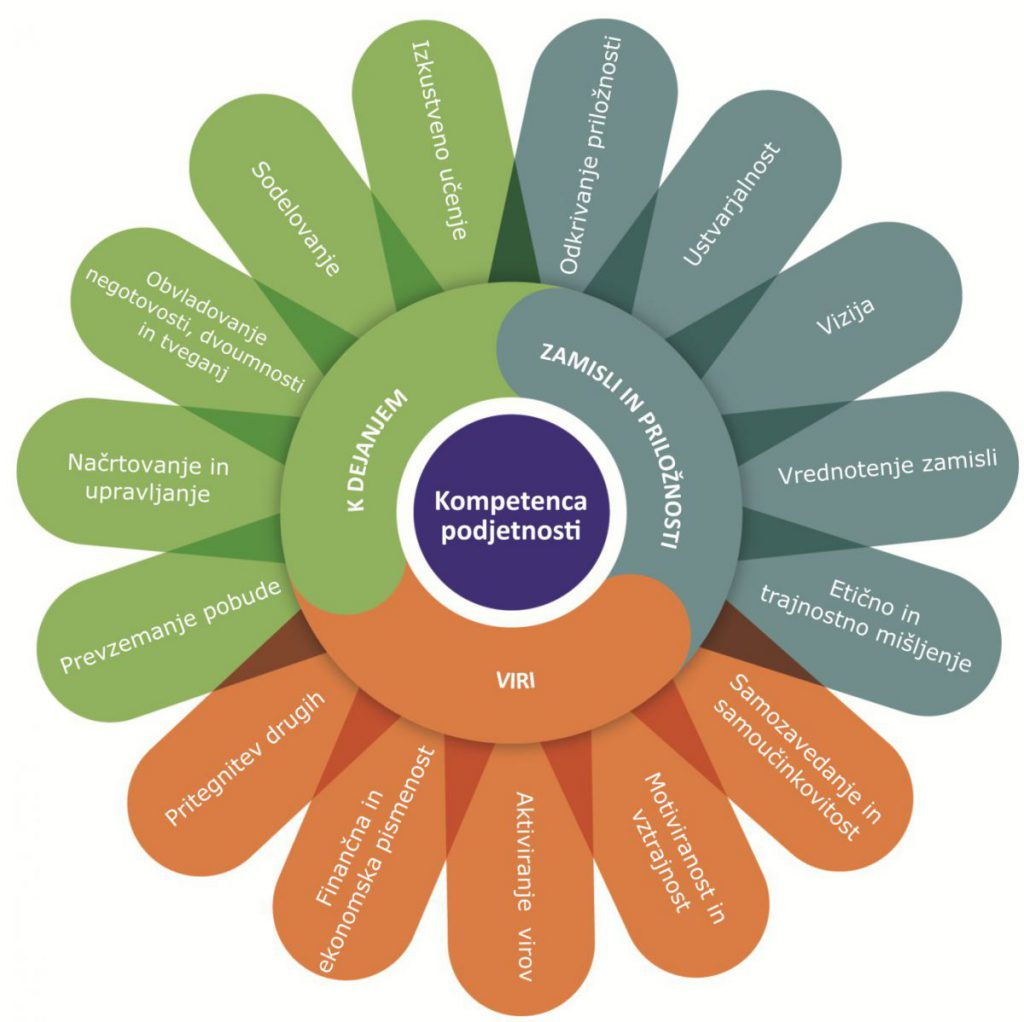 Kompetenca
podjetnosti
ZAMISLI IN PRILOŽNOSTI
Odkrivanje priložnosti
Ustvarjalnost
Vizija
Vrednotenje zamisli
Etično in
trajnostno mišljenje
VIRI
Samozavedanje in
samoučinkovitost
Motiviranost in
vztrajnost
Aktiviranje virov
Finančna in
ekonomska pismenost
Pritegnitev drugih
K DEJANJEM
Prevzemanje pobude
Načrtovanje in
upravljanje
Obvladovanje
negotovosti, dvoumnosti
in tveganj
Sodelovanje
Izkustveno učenje